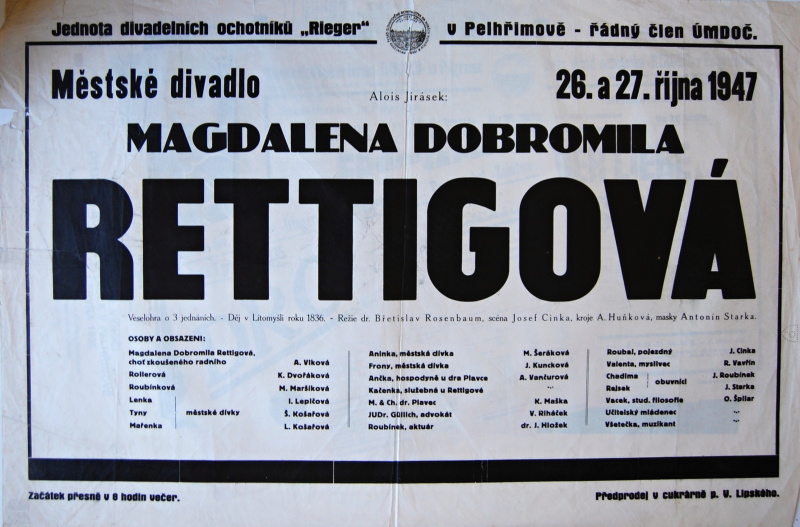 Jednota divadelních ochotníků „Rieger“ v Pelhřimově - řádný člen ÚMDOČ.
Městské divadlo
26. a 27. října 1947
Alois Jirásek:
MAGDALENA DOBROMILA
RETTIGOVÁ
Veselohra o 3 jednáních. - Děj v Litomyšli roku 1836. - Režie dr. Břetislav Rosenbaum, scéna Josef Cinka, kroje A. Huňková, masky Antonín Starka.
OSOBY A OBSAZENÍ:
Magdalena Dobromila Rettigová,
choť zkoušeného radního A. Vlková
Rollerová K. Dvořáková
Roubínková M. Maršíková
Lenka I. Lepičová
Tyny městské dívky Š. Košařová
Mařenka L. Košařová
Aninka, městská dívka M. Šeráková
Frony, městská dívka J. Kuncková
Ančka, hospodyně u dra Plavce A. Vančurová
Kačenka, služebná u Rettigové -„-
M. & Ch. dr. Plavec K. Maška
JUDr. Güllich, advokát V. Řiháček
Roubínek, aktuár dr. J. Hložek
Roubal, pojezdný J. Cinka
Valenta, myslivec R. Vavřín
Chadima J. Roubínek
obuvníci
Rejsek J. Starka
Vacek, stud. filosofie O. Špilar
Učitelský mládenec -„-
Všetečka, muzikant -„-
Začátek přesně v 8 hodin večer.
Předprodej v cukrárně p. V. Lipského.